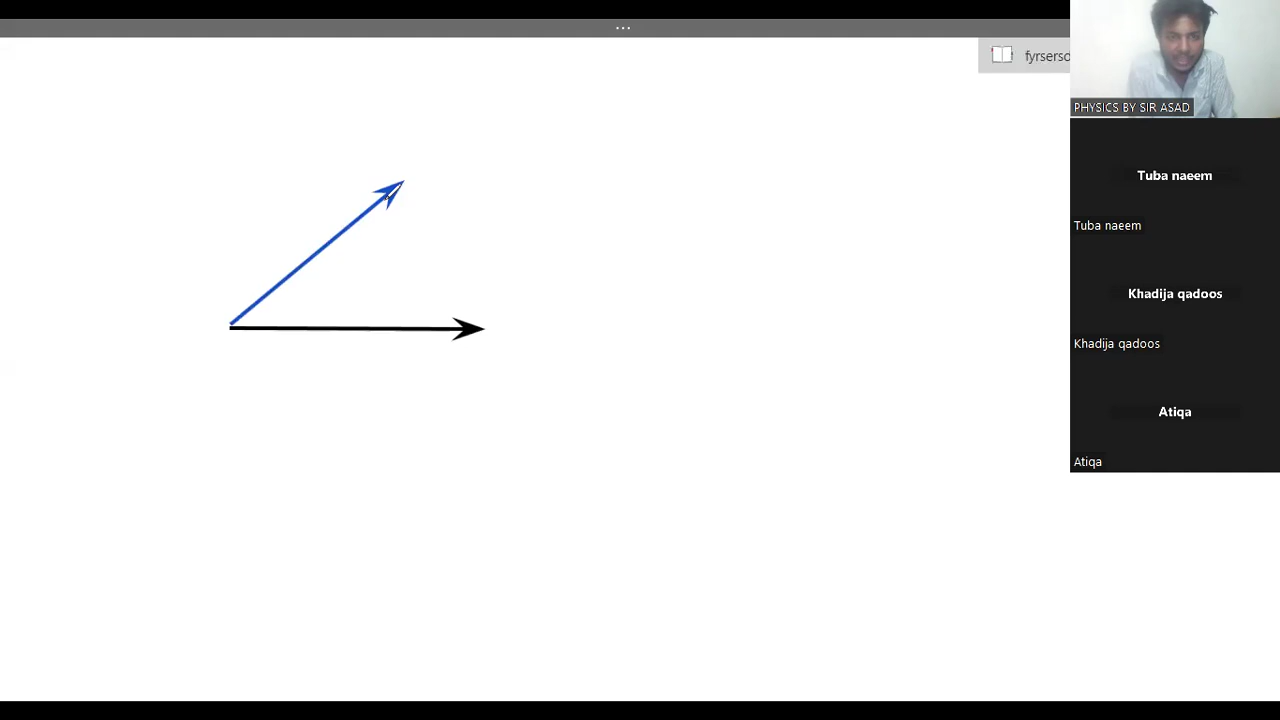 ...
fyrserso
PHYSICS BY SIR ASAD
Tuba naeem
Tuba naeem
Khadija qadoos
Khadija qadoos
Atiqa
Atiqa